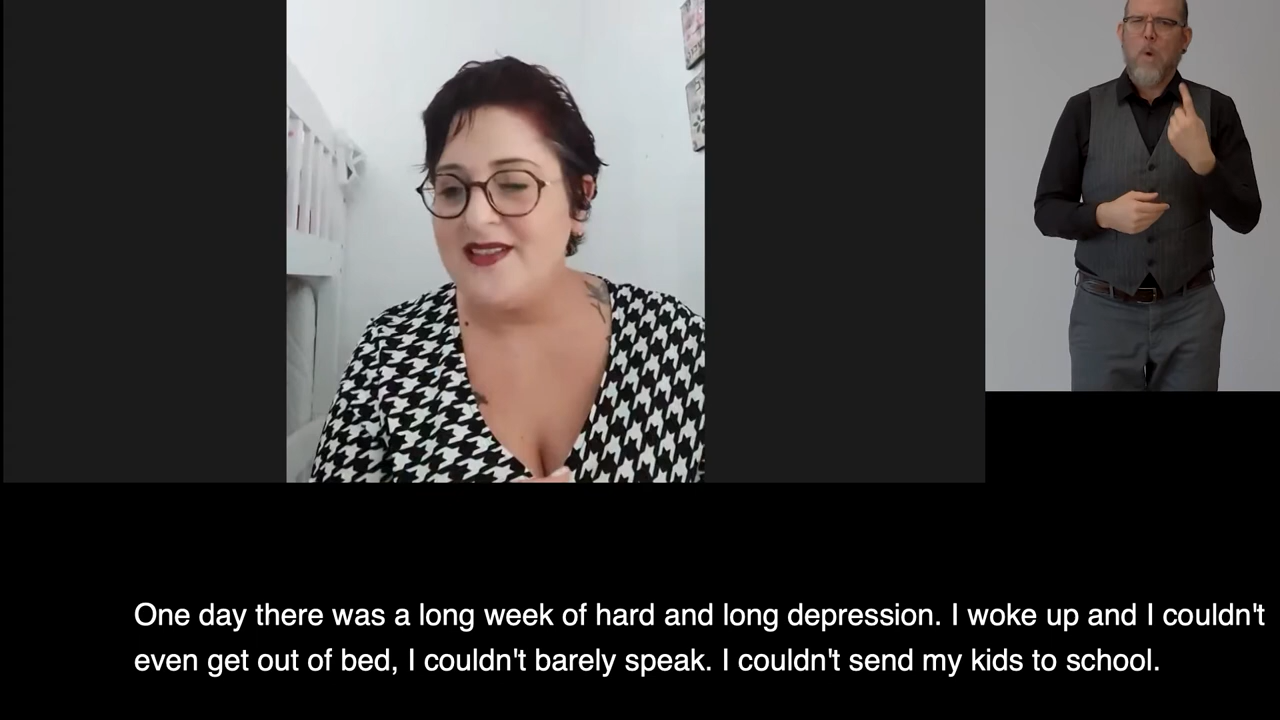 One day there was a long week of hard and long depression. I woke up and I couldn't
even get out of bed, I couldn't barely speak. I couldn't send my kids to school.